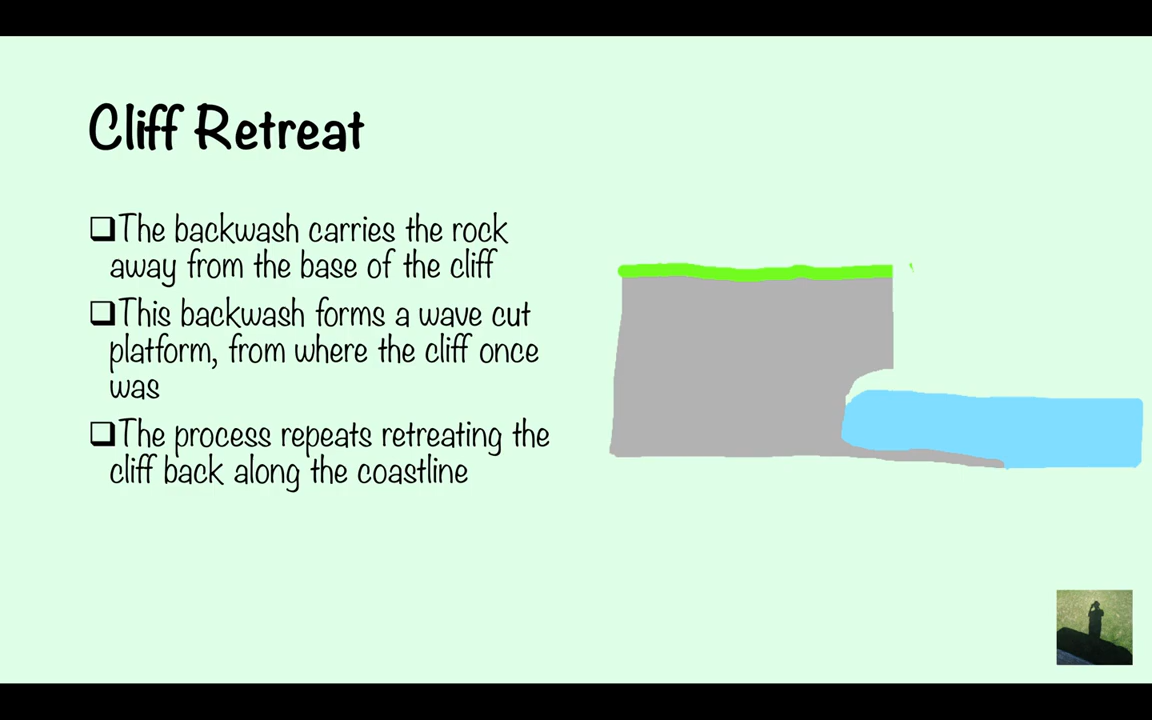 Cliff Retreat
❑The backwash carries the rock
away from the base of the cliff
❑This backwash forms a wave cut
platform, from where the cliff once
was
❑The process repeats retreating the
cliff back along the coastline